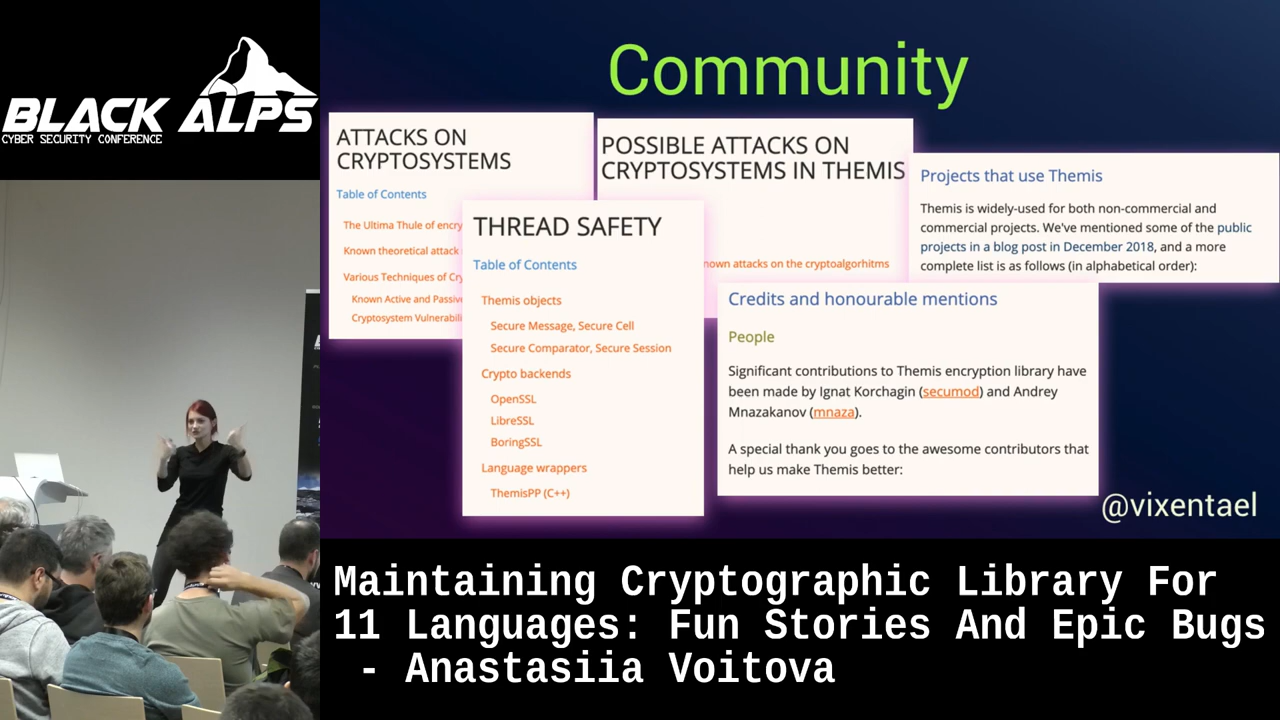 BLACK ALPS
CYBER SECURITY CONFERENCE
Community
ATTACKS ON
CRYPTOSYSTEMS
Table of Contents
The Ultima Thule of encry
Known theoretical attack
Various Techniques of Cry
Known Active and Passive
Cryptosystem Vulnerabili
POSSIBLE ATTACKS ON
CRYPTOSYSTEMS IN THEMIS
nown attacks on the cryptoalgorhitms
THREAD SAFETY
Table of Contents
Themis objects
Secure Message, Secure Cell
Secure Comparator, Secure Session
Crypto backends
OpenSSL
LibreSSL
BoringSSL
Language wrappers
ThemisPP (C++)
Projects that use Themis
Themis is widely-used for both non-commercial and
commercial projects. We've mentioned some of the public
projects in a blog post in December 2018, and a more
complete list is as follows (in alphabetical order):
Credits and honourable mentions
People
Significant contributions to Themis encryption library have
been made by Ignat Korchagin (secumod) and Andrey
Mnazakanov (mnaza).
A special thank you goes to the awesome contributors that
help us make Themis better:
@vixentael
Maintaining Cryptographic Library For
11 Languages: Fun Stories And Epic Bugs
- Anastasiia Voitova